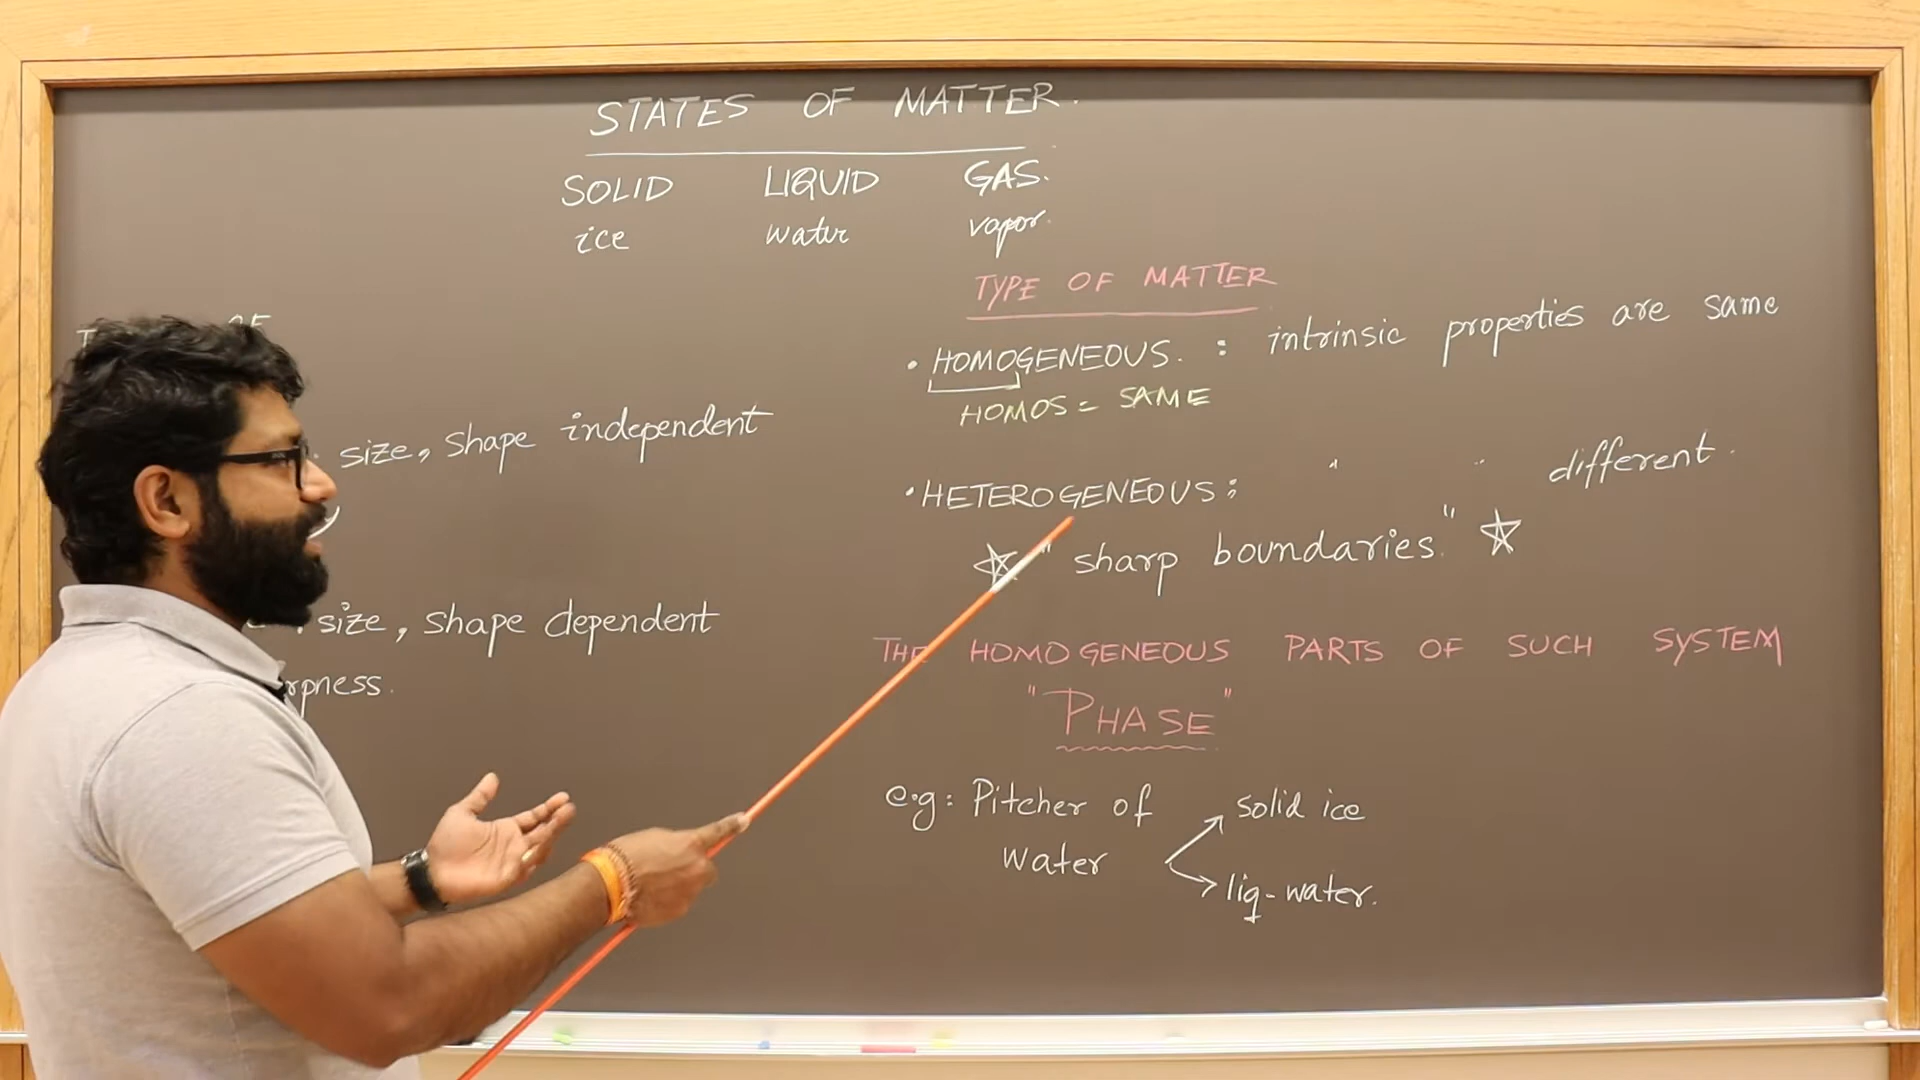 STATES OF MATTER.
SOLID LIQUID GAS.
ice water vapor.
OF
size, shape independent
. size, shape dependent
rpness.
TYPE OF MATTER
• HOMOGENEOUS. : intrinsic properties are same
HOMOS = SAME
• HETEROGENEOUS: " " different.
" sharp boundaries. "
THE HOMOGENEOUS PARTS OF SUCH SYSTEM
"PHASE"
e.g: Pitcher of water
solid ice
liq-water.